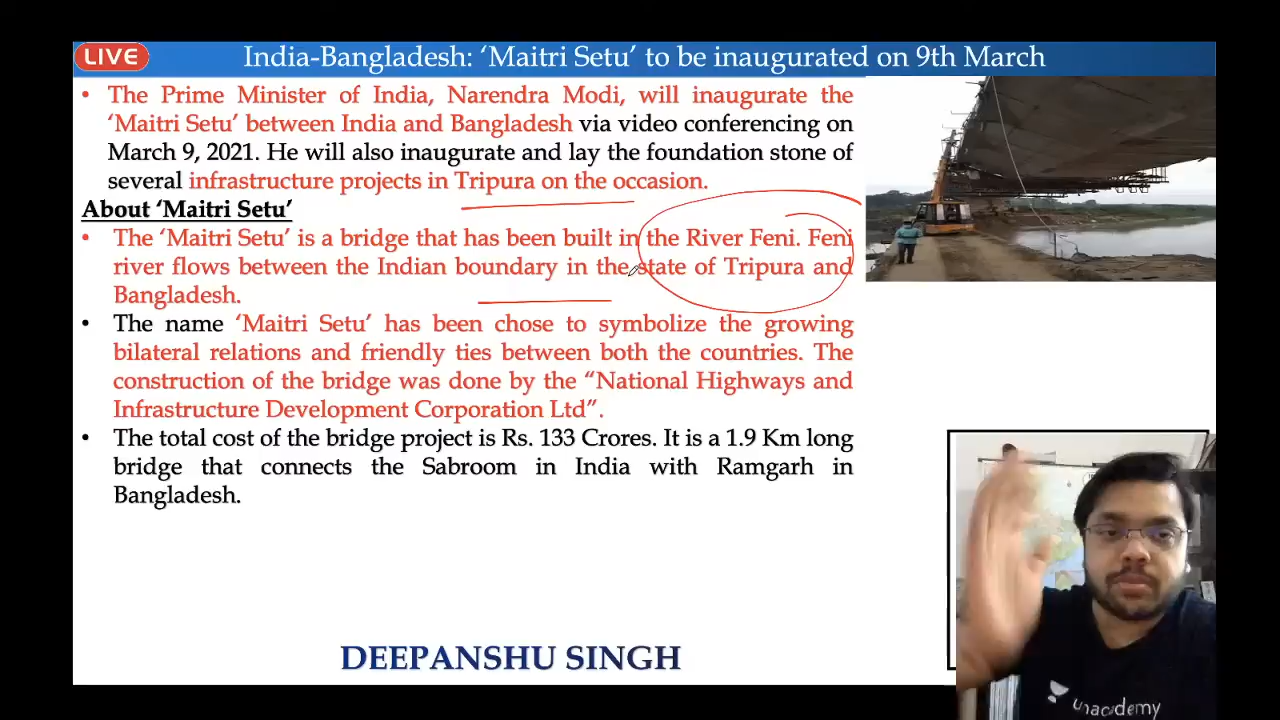 LIVE
India-Bangladesh: ‘Maitri Setu’ to be inaugurated on 9th March
• The Prime Minister of India, Narendra Modi, will inaugurate the
‘Maitri Setu’ between India and Bangladesh via video conferencing on
March 9, 2021. He will also inaugurate and lay the foundation stone of
several infrastructure projects in Tripura on the occasion.
About ‘Maitri Setu’
• The ‘Maitri Setu’ is a bridge that has been built in the River Feni. Feni
river flows between the Indian boundary in the state of Tripura and
Bangladesh.
• The name ‘Maitri Setu’ has been chose to symbolize the growing
bilateral relations and friendly ties between both the countries. The
construction of the bridge was done by the “National Highways and
Infrastructure Development Corporation Ltd”.
• The total cost of the bridge project is Rs. 133 Crores. It is a 1.9 Km long
bridge that connects the Sabroom in India with Ramgarh in
Bangladesh.
DEEPANSHU SINGH
unacademy